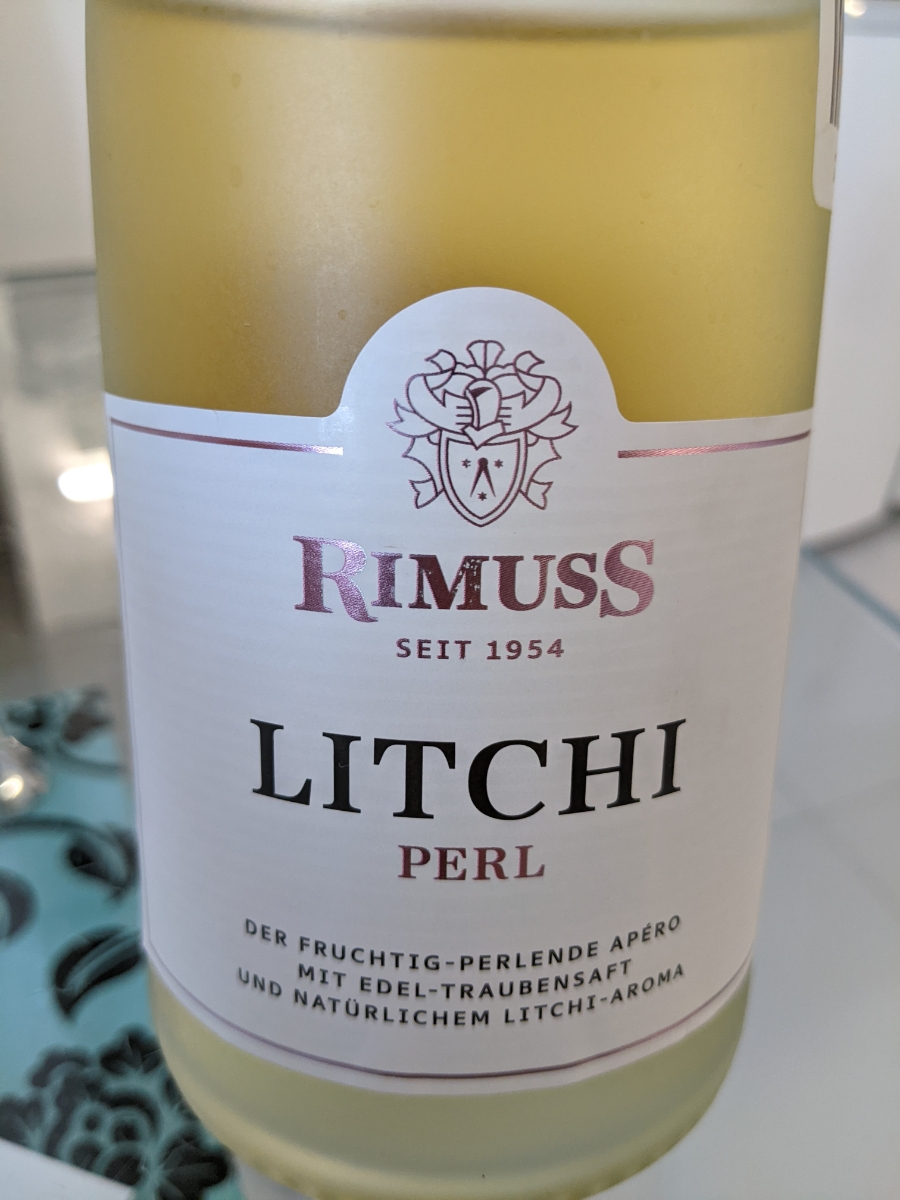 RIMUSS
SEIT 1954
LITCHI
PERL
DER FRUCHTIG-PERLENDE APÉRO
MIT EDEL-TRAUBENSAFT
UND NATÜRLICHEM LITCHI-AROMA